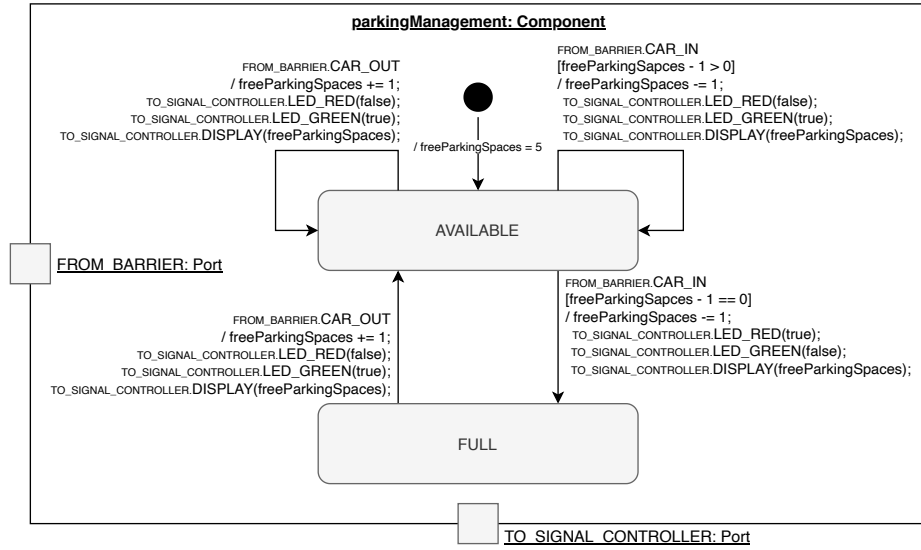 parkingManagement: Component
FROM_BARRIER.CAR_OUT
/ freeParkingSpaces += 1;
TO_SIGNAL_CONTROLLER.LED_RED(false);
TO_SIGNAL_CONTROLLER.LED_GREEN(true);
TO_SIGNAL_CONTROLLER.DISPLAY(freeParkingSpaces);
/ freeParkingSpaces = 5
FROM_BARRIER.CAR_IN
[freeParkingSapces - 1 > 0]
/ freeParkingSpaces -= 1;
TO_SIGNAL_CONTROLLER.LED_RED(false);
TO_SIGNAL_CONTROLLER.LED_GREEN(true);
TO_SIGNAL_CONTROLLER.DISPLAY(freeParkingSpaces);
AVAILABLE
FROM_BARRIER: Port
FROM_BARRIER.CAR_OUT
/ freeParkingSpaces += 1;
TO_SIGNAL_CONTROLLER.LED_RED(false);
TO_SIGNAL_CONTROLLER.LED_GREEN(true);
TO_SIGNAL_CONTROLLER.DISPLAY(freeParkingSpaces);
FROM_BARRIER.CAR_IN
[freeParkingSapces - 1 == 0]
/ freeParkingSpaces -= 1;
TO_SIGNAL_CONTROLLER.LED_RED(true);
TO_SIGNAL_CONTROLLER.LED_GREEN(false);
TO_SIGNAL_CONTROLLER.DISPLAY(freeParkingSpaces);
FULL
TO_SIGNAL_CONTROLLER: Port